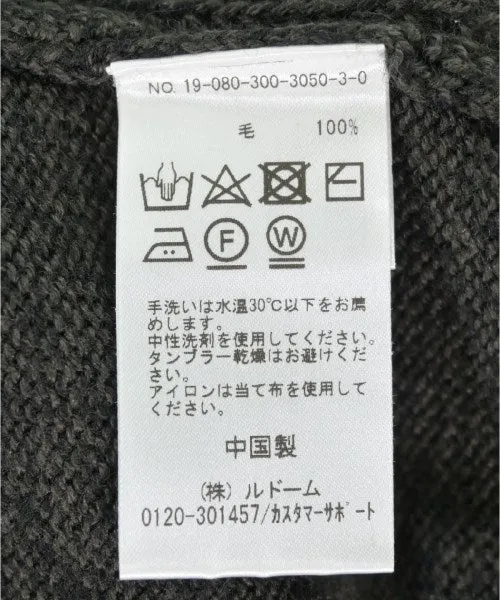 NO. 19-080-300-3050-3-0
毛 100%
F W
手洗いは水温30℃以下をお薦
めします。
中性洗剤を使用してください。
タンブラー乾燥はお避けくだ
さい。
アイロンは当て布を使用して
ください。
中国製
(株) ルドーム
0120-301457/カスタマーサポート